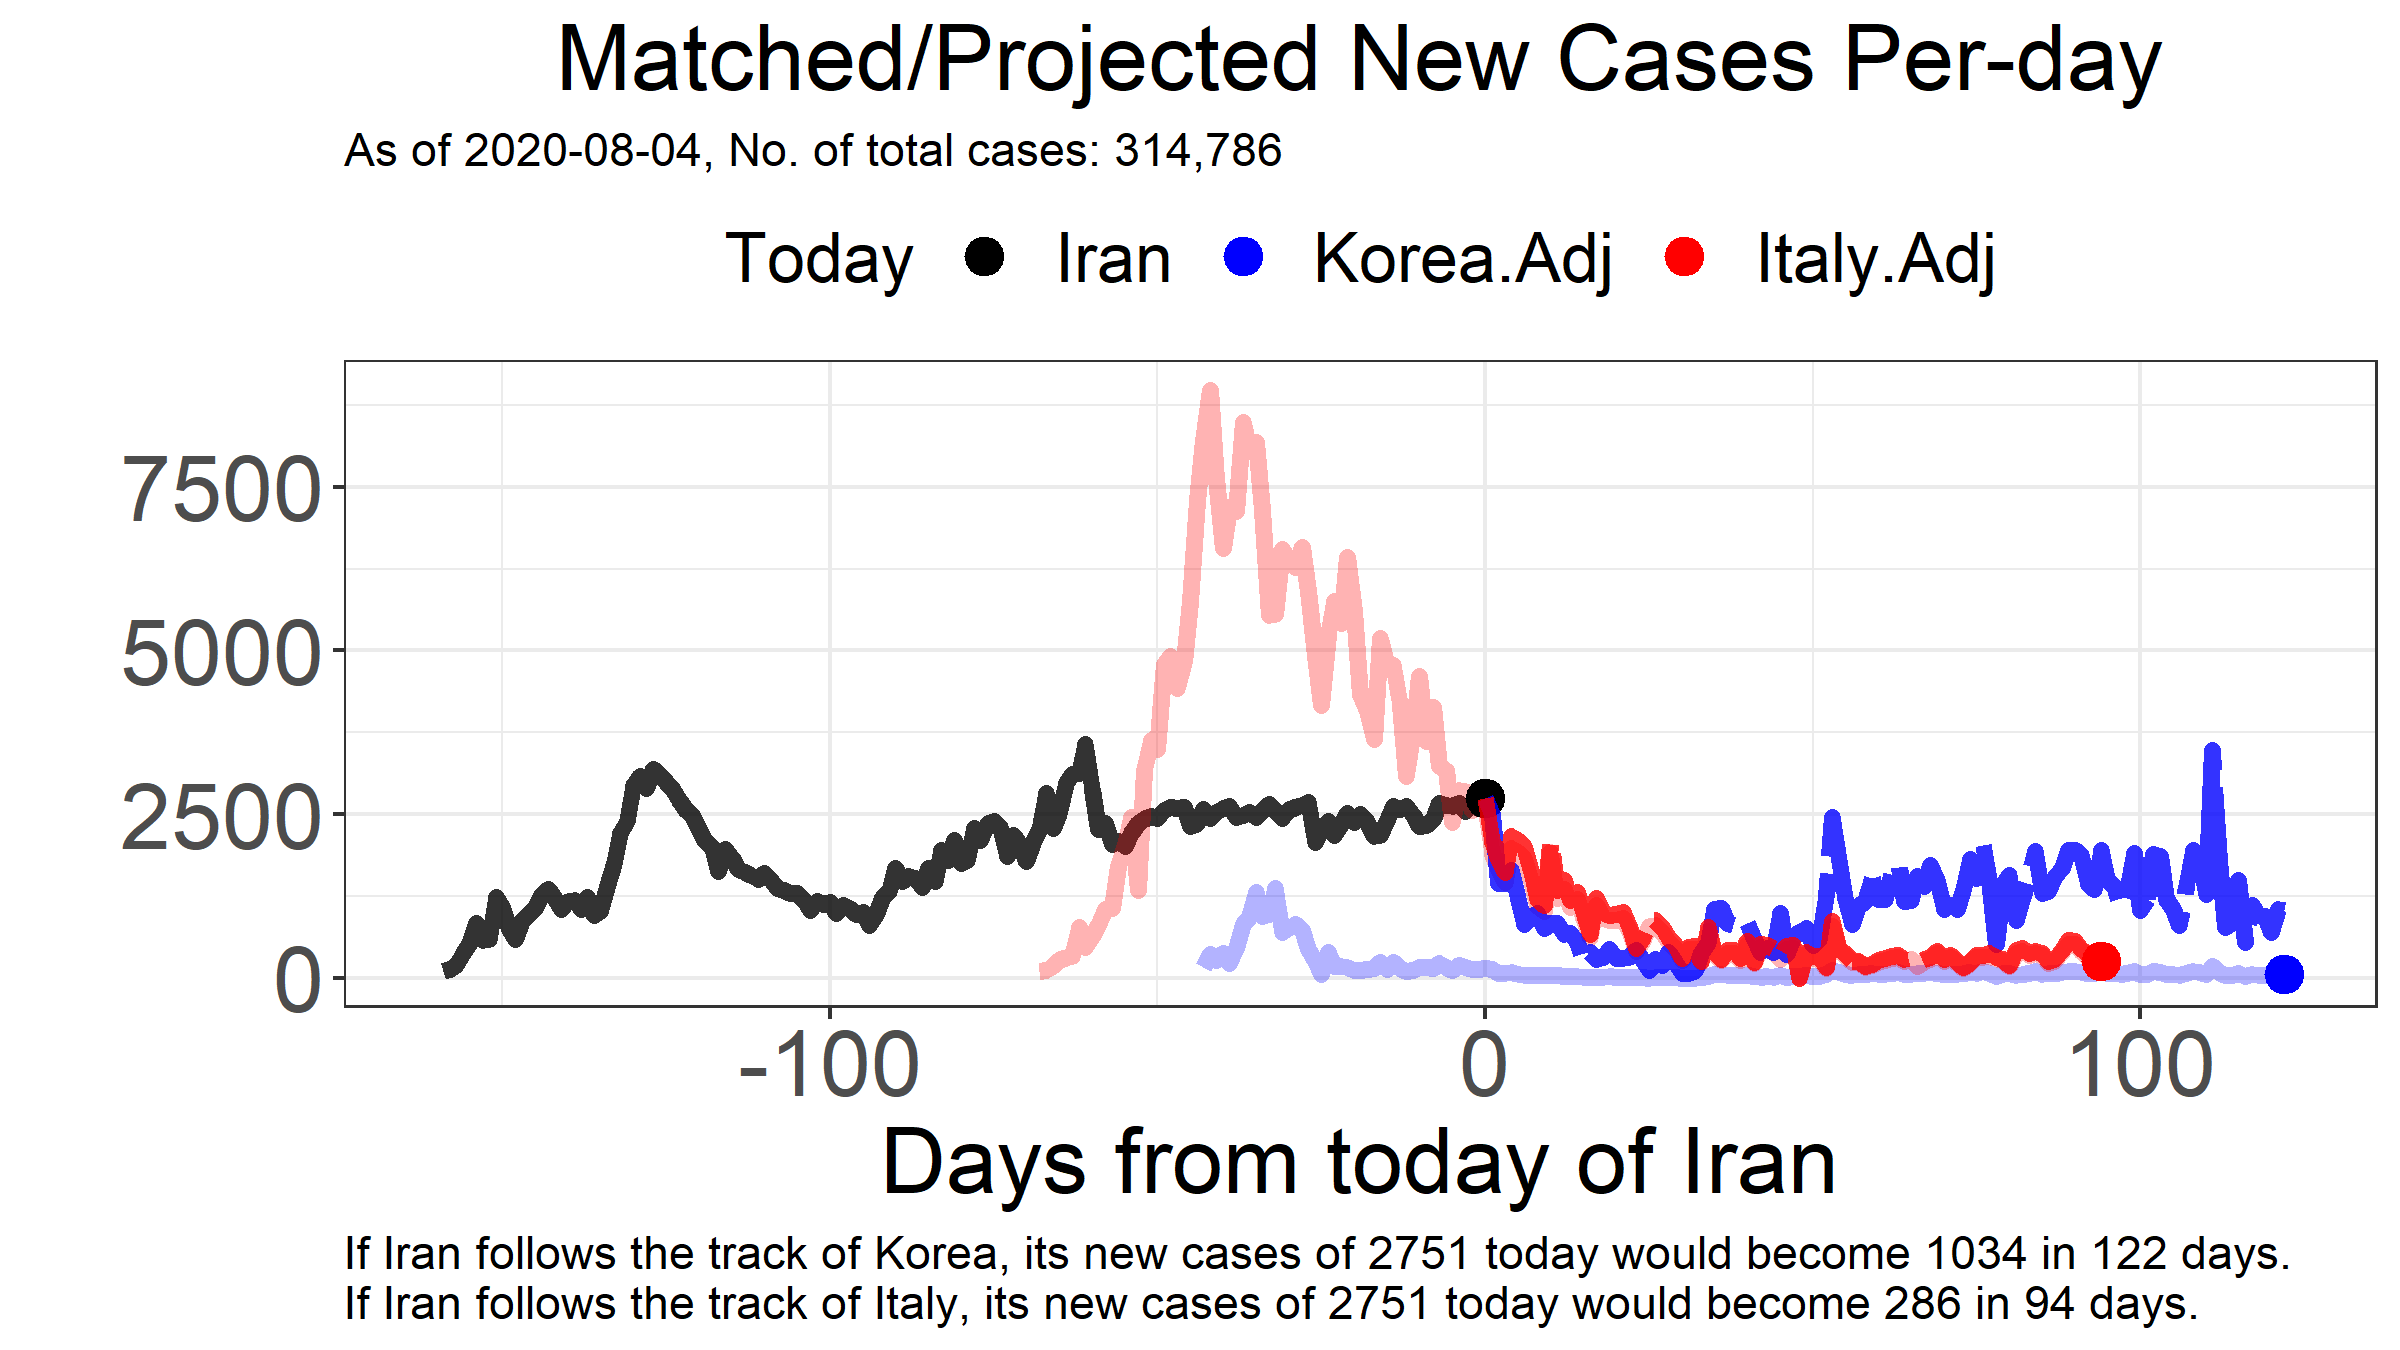 Matched/Projected New Cases Per-day
As of 2020-08-04, No. of total cases: 314,786
Today Iran Korea.Adj Italy.Adj
7500
5000
2500
0
-100 0 100
Days from today of Iran
If Iran follows the track of Korea, its new cases of 2751 today would become 1034 in 122 days.
If Iran follows the track of Italy, its new cases of 2751 today would become 286 in 94 days.